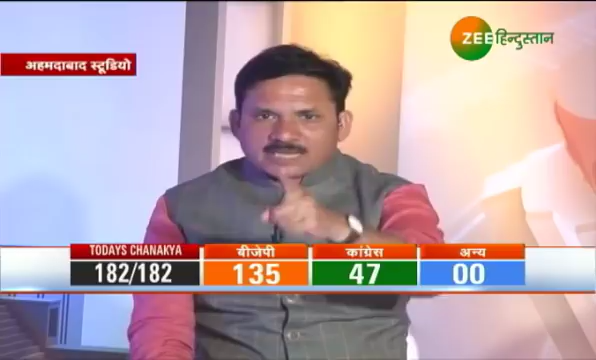 ZEE हिन्दुस्तान
अहमदाबाद स्टूडियो
TODAYS CHANAKYA बीजेपी कांग्रेस अन्य
182/182 135 47 00